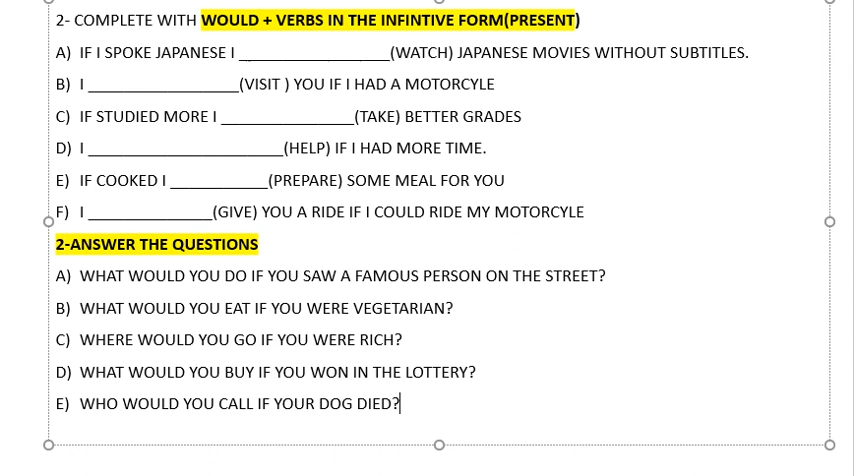 2- COMPLETE WITH WOULD + VERBS IN THE INFINTIVE FORM(PRESENT)
A) IF I SPOKE JAPANESE I __________________(WATCH) JAPANESE MOVIES WITHOUT SUBTITLES.
B) I __________________(VISIT ) YOU IF I HAD A MOTORCYLE
C) IF STUDIED MORE I ________________(TAKE) BETTER GRADES
D) I _______________________(HELP) IF I HAD MORE TIME.
E) IF COOKED I ___________(PREPARE) SOME MEAL FOR YOU
F) I _______________(GIVE) YOU A RIDE IF I COULD RIDE MY MOTORCYLE
2-ANSWER THE QUESTIONS
A) WHAT WOULD YOU DO IF YOU SAW A FAMOUS PERSON ON THE STREET?
B) WHAT WOULD YOU EAT IF YOU WERE VEGETARIAN?
C) WHERE WOULD YOU GO IF YOU WERE RICH?
D) WHAT WOULD YOU BUY IF YOU WON IN THE LOTTERY?
E) WHO WOULD YOU CALL IF YOUR DOG DIED?